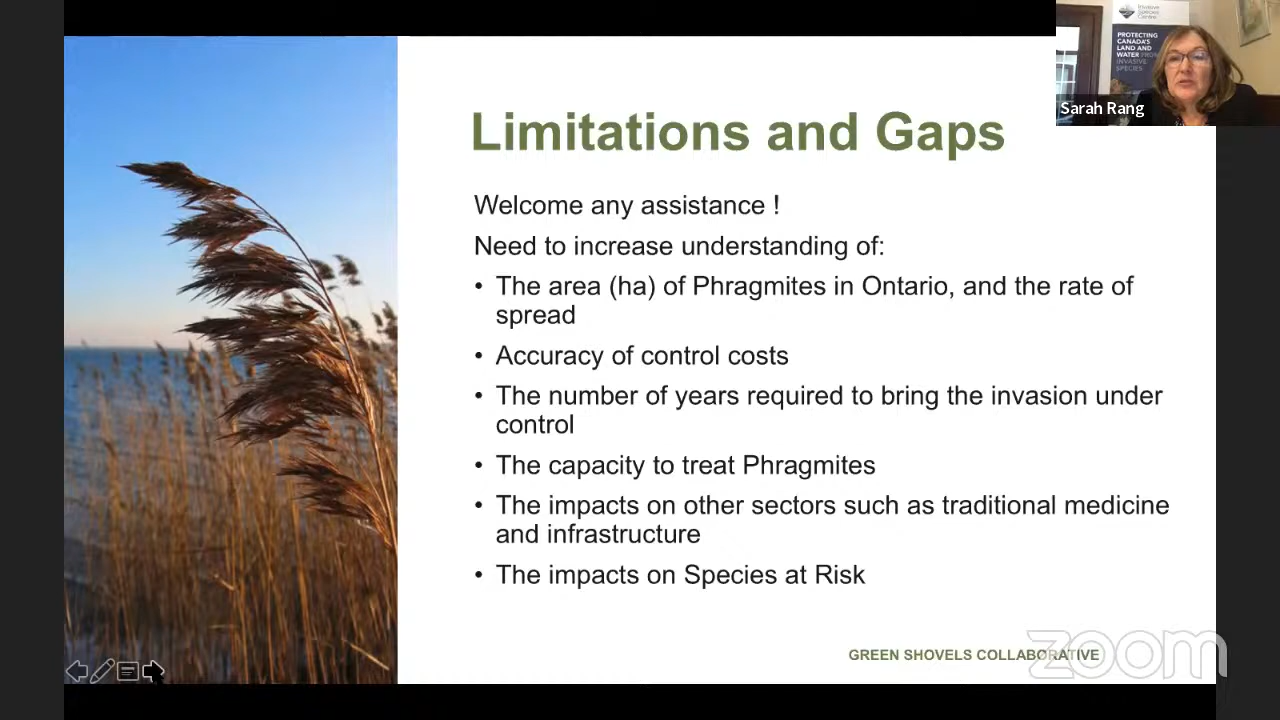 Invasive
Species
Centre
PROTECTING
CANADA'S
LAND AND
WATER FROM
INVASIVE
SPECIES
Sarah Rang
Limitations and Gaps
Welcome any assistance !
Need to increase understanding of:
• The area (ha) of Phragmites in Ontario, and the rate of
spread
• Accuracy of control costs
• The number of years required to bring the invasion under
control
• The capacity to treat Phragmites
• The impacts on other sectors such as traditional medicine
and infrastructure
• The impacts on Species at Risk
GREEN SHOVELS COLLABORATIVE
zoom